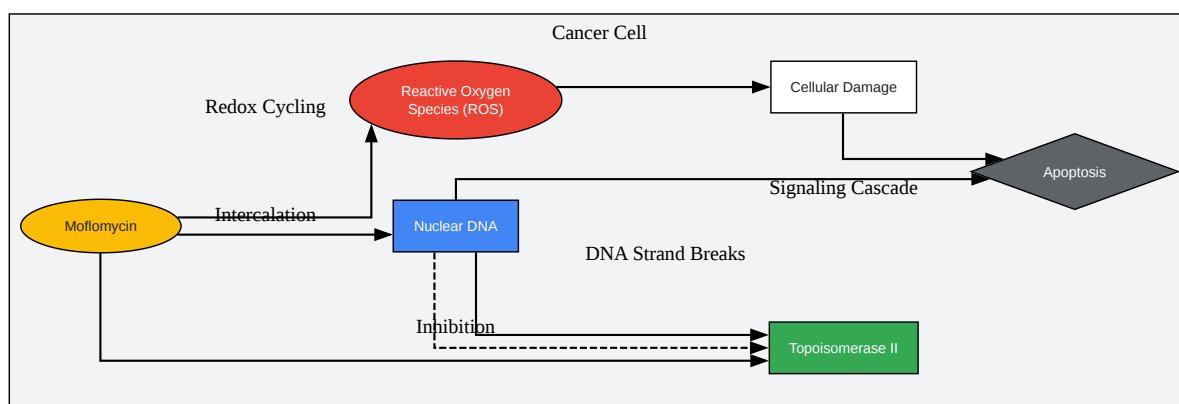 Cancer Cell
Reactive Oxygen
Species (ROS)
Cellular Damage
Redox Cycling
Apoptosis
Signaling Cascade
Intercalation
Moflomycin
Nuclear DNA
DNA Strand Breaks
Inhibition
Topoisomerase II